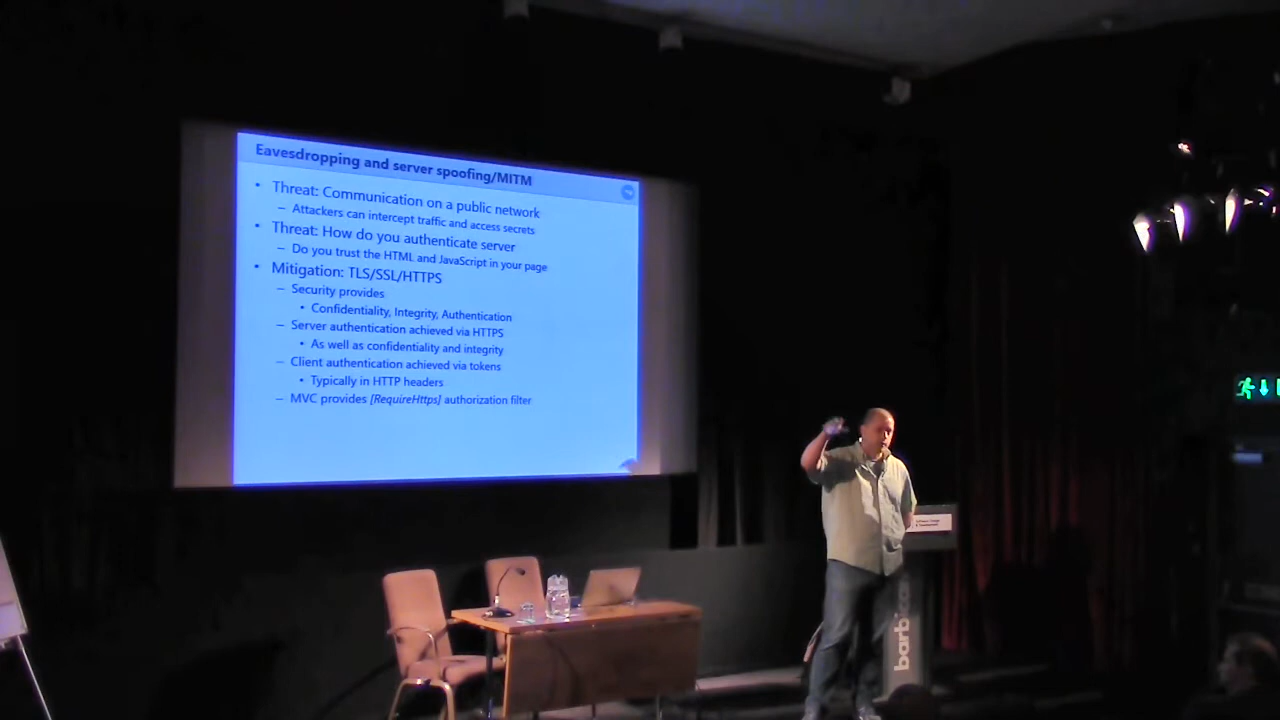 Eavesdropping and server spoofing/MITM
• Threat: Communication on a public network
– Attackers can intercept traffic and access secrets
• Threat: How do you authenticate server
– Do you trust the HTML and JavaScript in your page
• Mitigation: TLS/SSL/HTTPS
– Security provides
• Confidentiality, Integrity, Authentication
– Server authentication achieved via HTTPS
• As well as confidentiality and integrity
– Client authentication achieved via tokens
• Typically in HTTP headers
– MVC provides [RequireHttps] authorization filter
barbican